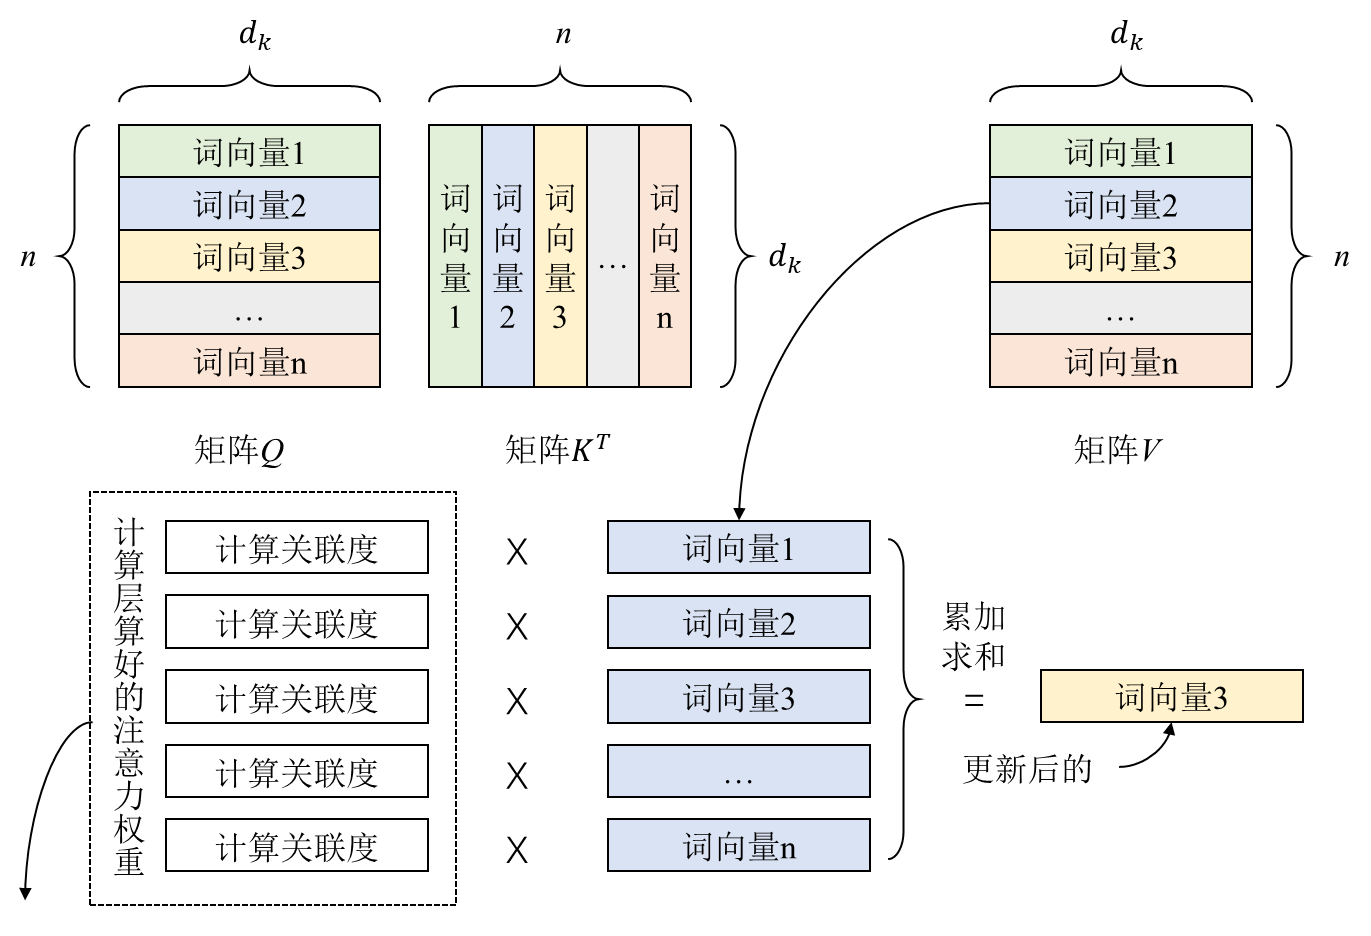 d_k
n
d_k
n
词向量1
词向量2
词向量3
…
词向量n
词向量1
词向量2
词向量3
…
词向量n
d_k
词向量1
词向量2
词向量3
…
词向量n
n
矩阵Q
矩阵K^T
矩阵V
计算层算好的注意力权重
计算关联度
X
词向量1
计算关联度
X
词向量2
计算关联度
X
词向量3
计算关联度
X
…
计算关联度
X
词向量n
累加
求和
=
词向量3
更新后的